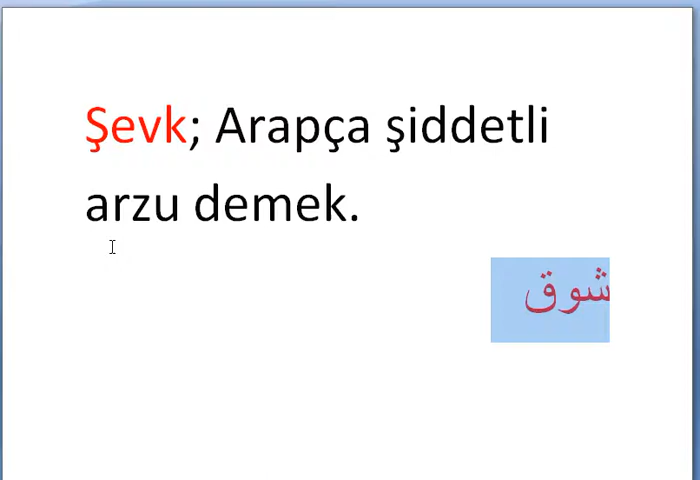 Şevk; Arapça şiddetli
arzu demek.
شوق